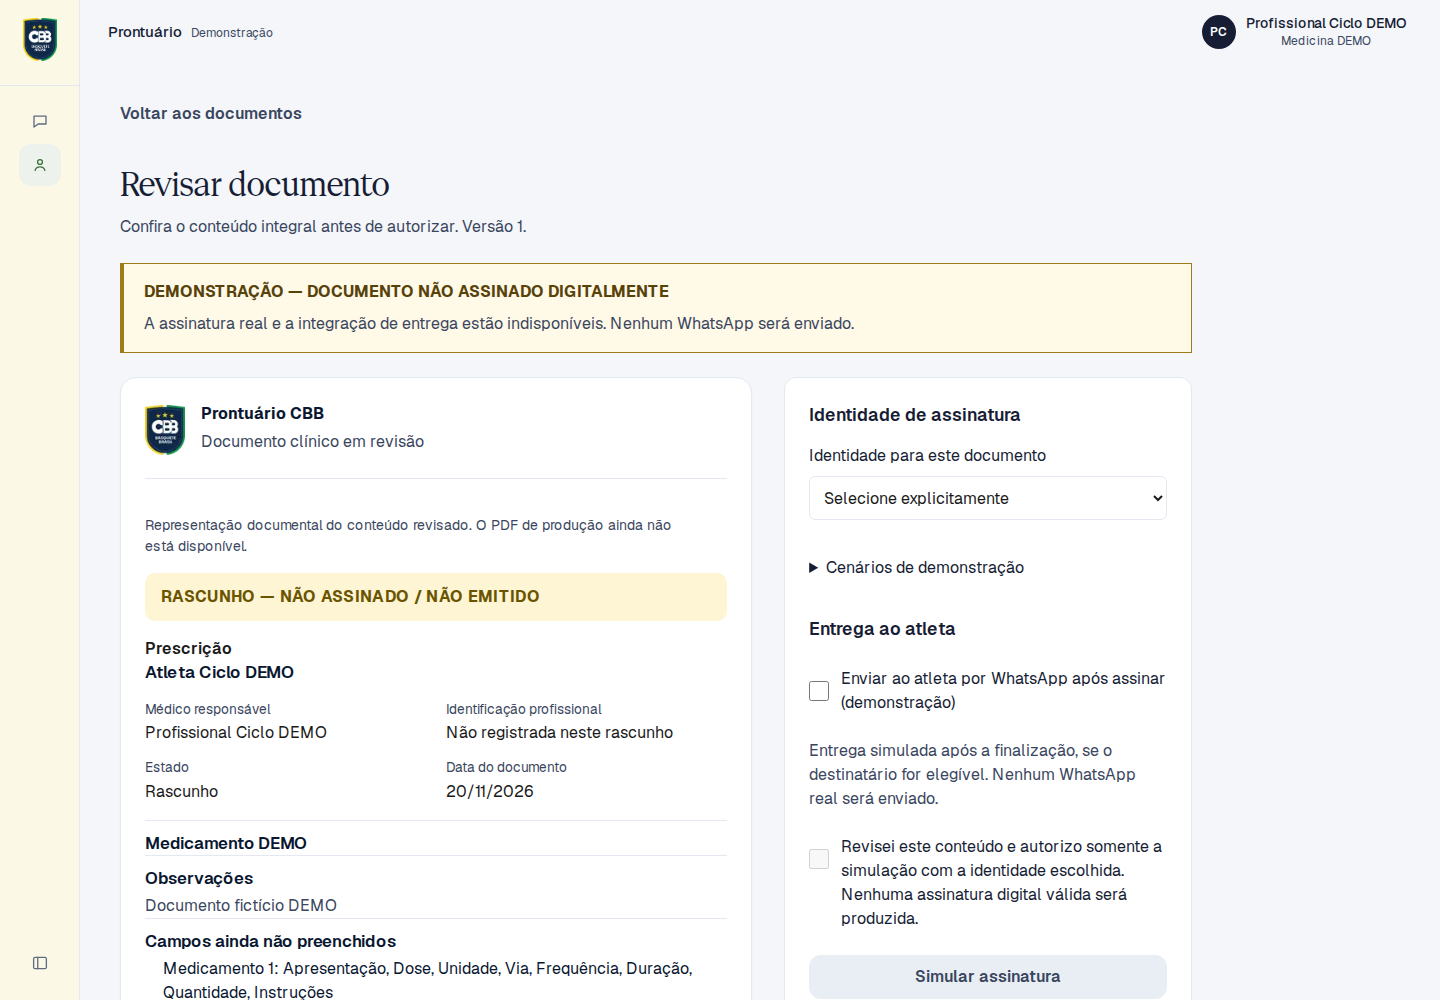 CBB
BASQUETE
BRASIL
Prontuário Demonstração
PC
Profissional Ciclo DEMO
Medicina DEMO
Voltar aos documentos
Revisar documento
Confira o conteúdo integral antes de autorizar. Versão 1.
DEMONSTRAÇÃO — DOCUMENTO NÃO ASSINADO DIGITALMENTE
A assinatura real e a integração de entrega estão indisponíveis. Nenhum WhatsApp será enviado.
CBB
BASQUETE
BRASIL
Prontuário CBB
Documento clínico em revisão
Representação documental do conteúdo revisado. O PDF de produção ainda não
está disponível.
RASCUNHO — NÃO ASSINADO / NÃO EMITIDO
Prescrição
Atleta Ciclo DEMO
Médico responsável
Profissional Ciclo DEMO
Identificação profissional
Não registrada neste rascunho
Estado
Rascunho
Data do documento
20/11/2026
Medicamento DEMO
Observações
Documento fictício DEMO
Campos ainda não preenchidos
Medicamento 1: Apresentação, Dose, Unidade, Via, Frequência, Duração,
Quantidade, Instruções
Identidade de assinatura
Identidade para este documento
Selecione explicitamente
Cenários de demonstração
Entrega ao atleta
Enviar ao atleta por WhatsApp após assinar
(demonstração)
Entrega simulada após a finalização, se o
destinatário for elegível. Nenhum WhatsApp
real será enviado.
Revisei este conteúdo e autorizo somente a
simulação com a identidade escolhida.
Nenhuma assinatura digital válida será
produzida.
Simular assinatura